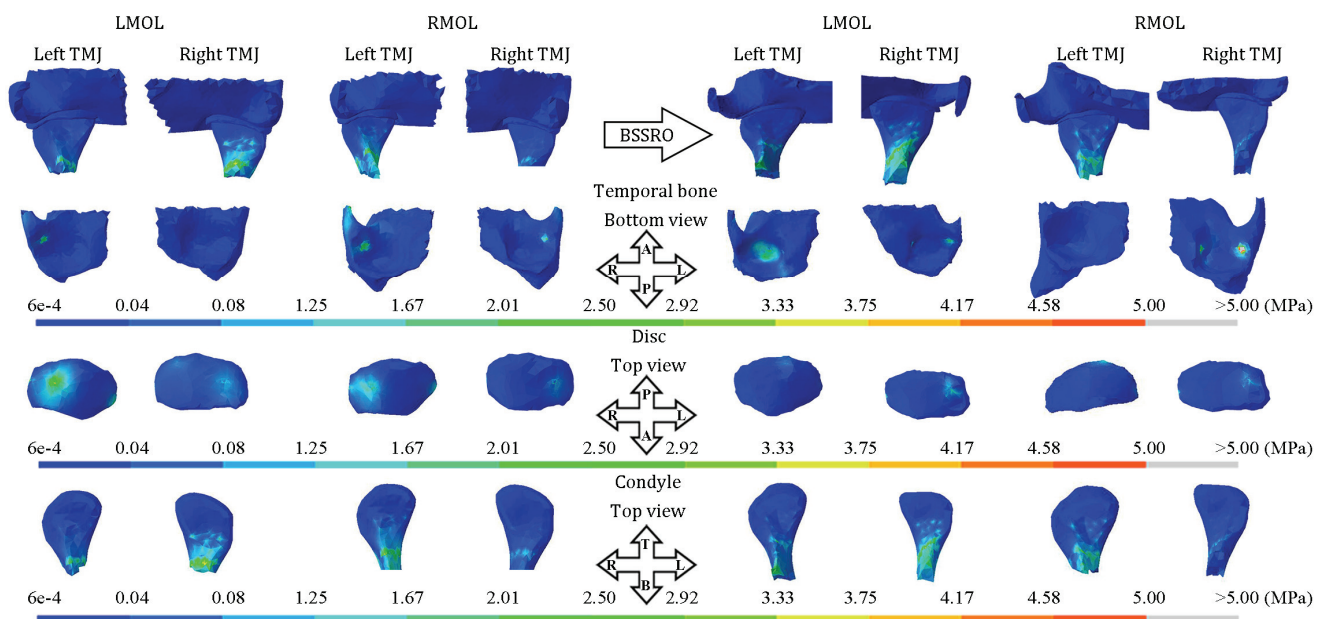 LMOL RMOL LMOL RMOL
Left TMJ Right TMJ Left TMJ Right TMJ Left TMJ Right TMJ Left TMJ Right TMJ
BSSRO
Temporal bone
Bottom view
A
R L
P
6e-4 0.04 0.08 1.25 1.67 2.01 2.50 2.92 3.33 3.75 4.17 4.58 5.00 >5.00 (MPa)
Disc
Top view
P
R L
A
6e-4 0.04 0.08 1.25 1.67 2.01 2.50 2.92 3.33 3.75 4.17 4.58 5.00 >5.00 (MPa)
Condyle
Top view
T
R L
B
6e-4 0.04 0.08 1.25 1.67 2.01 2.50 2.92 3.33 3.75 4.17 4.58 5.00 >5.00 (MPa)